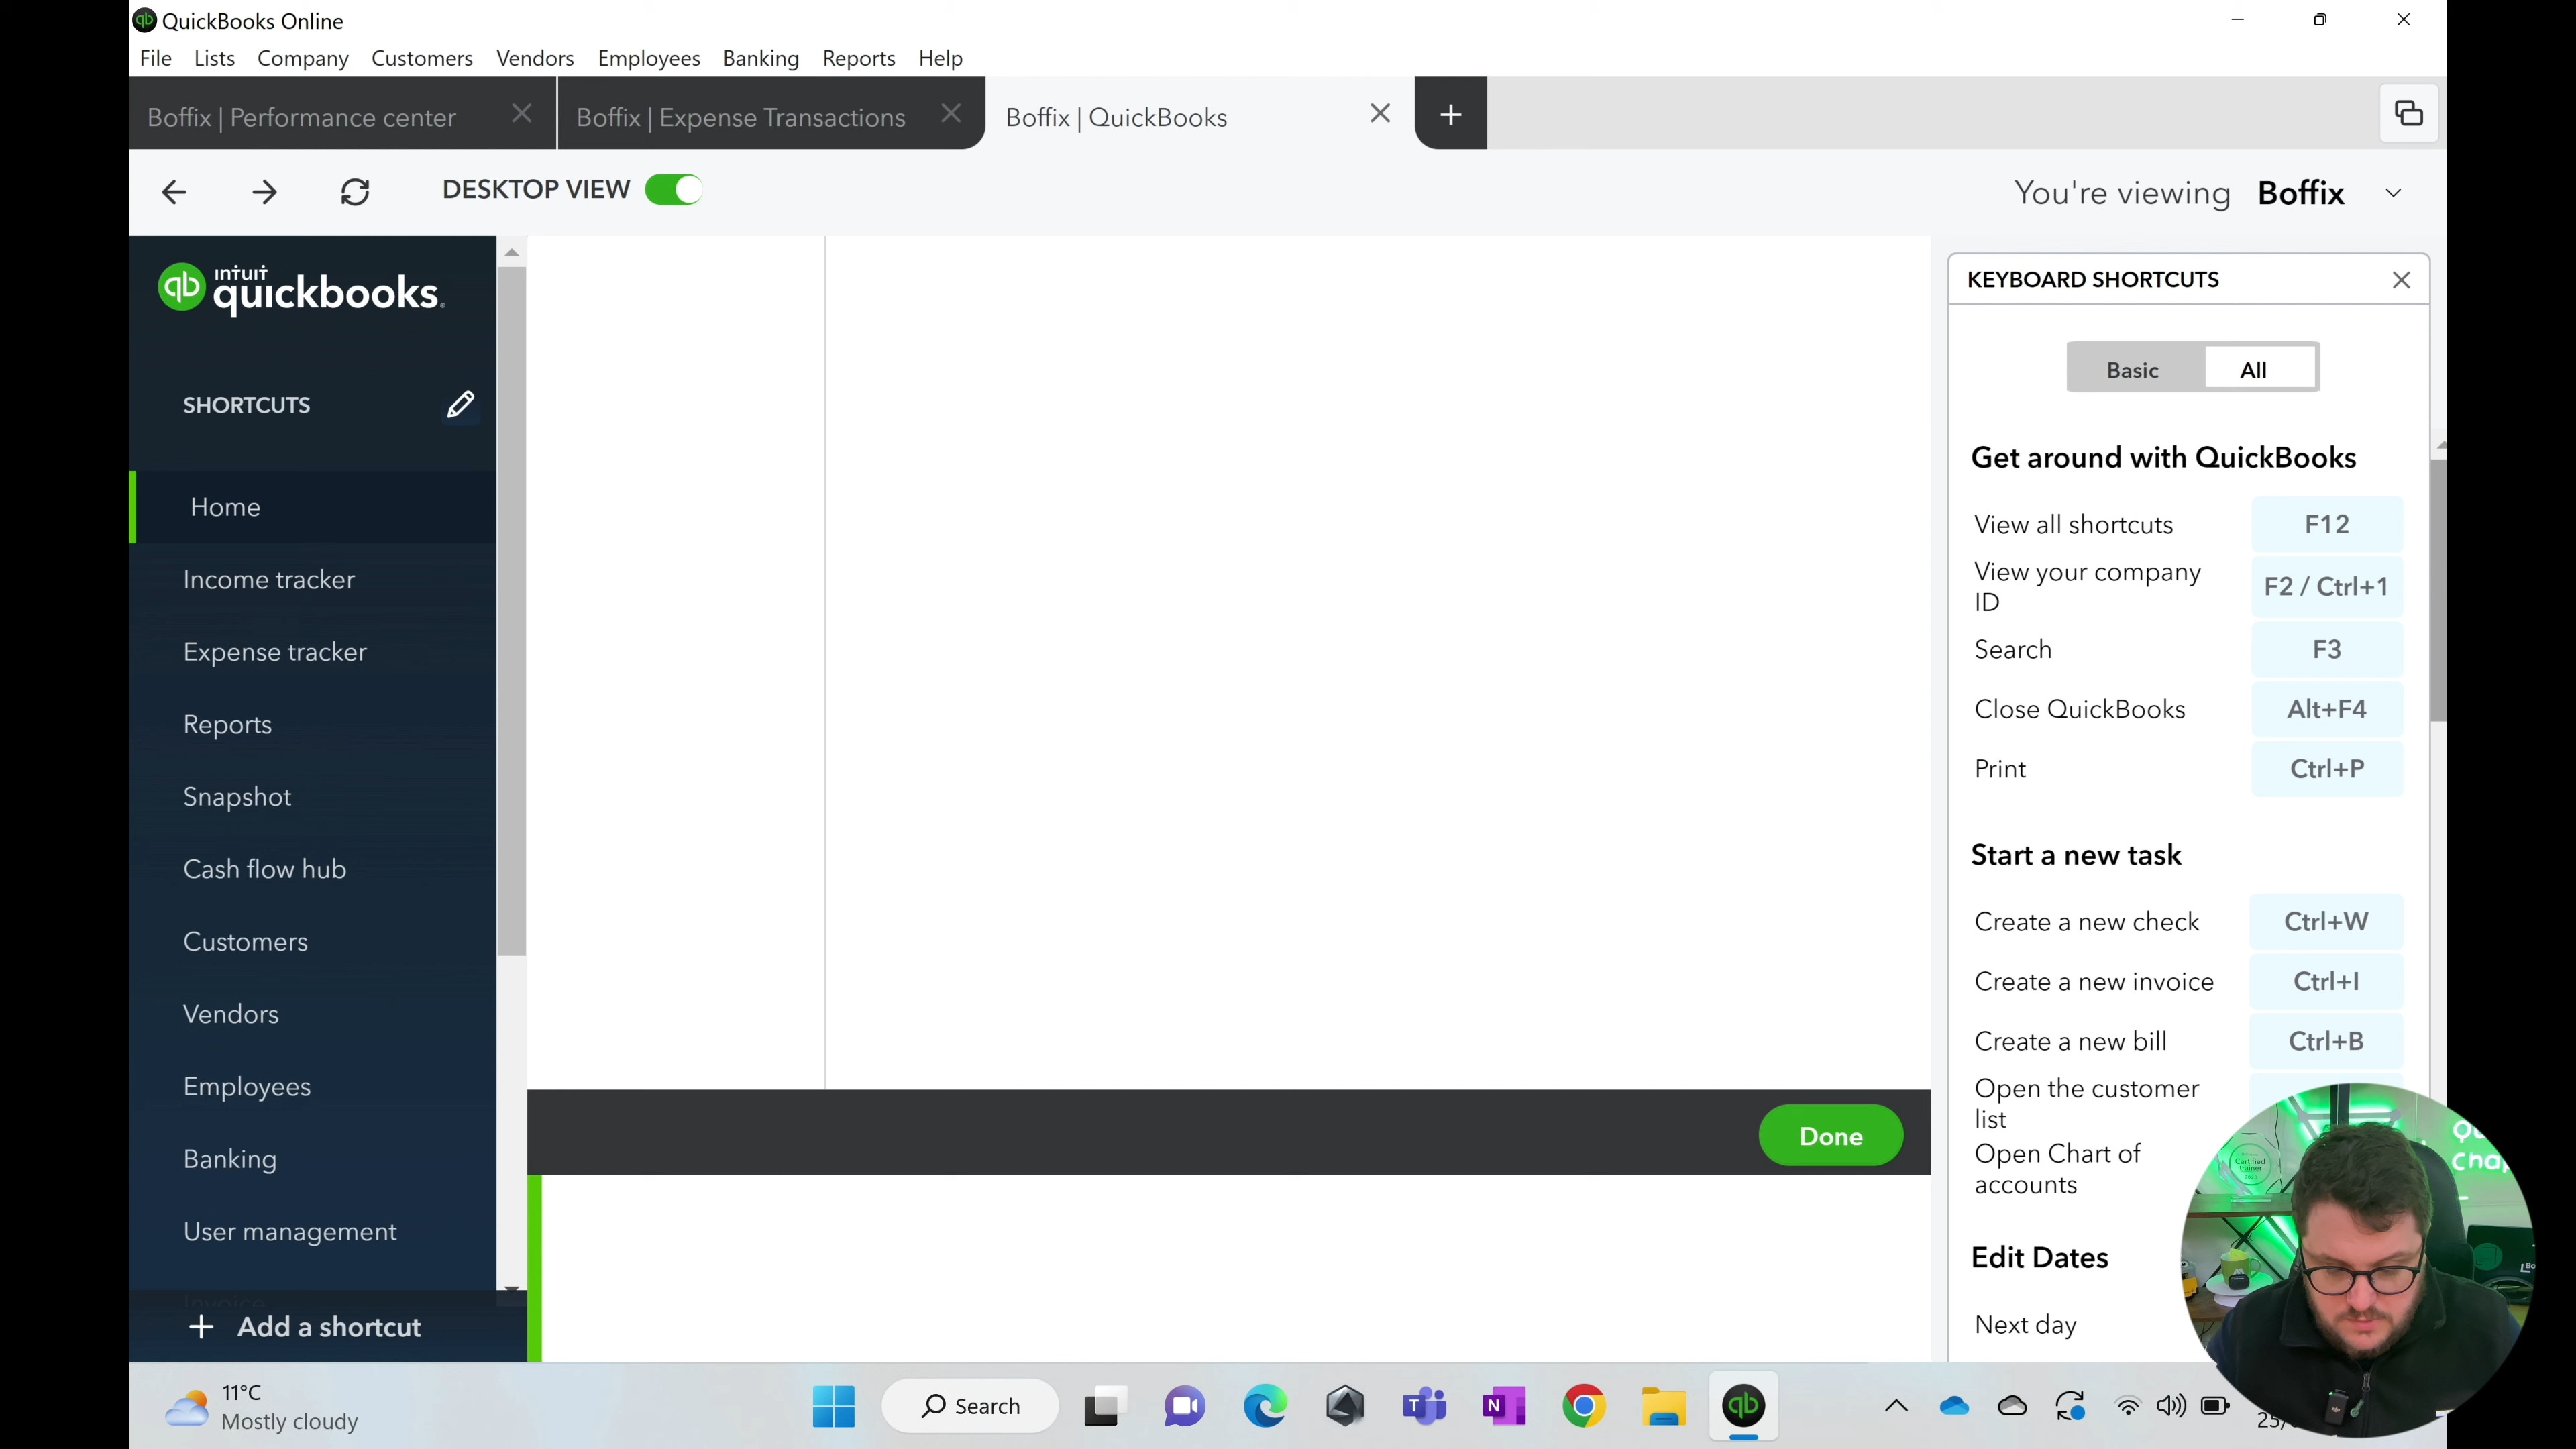 QuickBooks Online
File Lists Company Customers Vendors Employees Banking Reports Help
Boffix | Performance center
Boffix | Expense Transactions
Boffix | QuickBooks
DESKTOP VIEW
You're viewing Boffix
intuit
quickbooks.
SHORTCUTS
Home
Income tracker
Expense tracker
Reports
Snapshot
Cash flow hub
Customers
Vendors
Employees
Banking
User management
Invoice
Add a shortcut
Done
KEYBOARD SHORTCUTS
Basic All
Get around with QuickBooks
View all shortcuts F12
View your company
ID
F2 / Ctrl+1
Search F3
Close QuickBooks Alt+F4
Print Ctrl+P
Start a new task
Create a new check Ctrl+W
Create a new invoice Ctrl+I
Create a new bill Ctrl+B
Open the customer
list
Open Chart of
accounts
Edit Dates
Next day
Certified
trainer
11°C
Mostly cloudy
Search